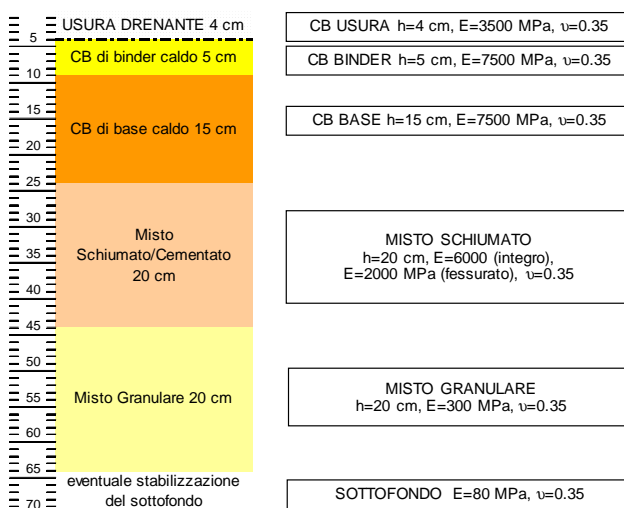 USURA DRENANTE 4 cm
CB USURA h=4 cm, E=3500 MPa, υ=0.35
5
CB di binder caldo 5 cm
CB BINDER h=5 cm, E=7500 MPa, υ=0.35
10
15
CB di base caldo 15 cm
CB BASE h=15 cm, E=7500 MPa, υ=0.35
20
25
30
Misto
Schiumato/Cementato
20 cm
MISTO SCHIUMATO
h=20 cm, E=6000 (integro),
E=2000 MPa (fessurato), υ=0.35
35
40
45
50
Misto Granulare 20 cm
MISTO GRANULARE
h=20 cm, E=300 MPa, υ=0.35
55
60
65
eventuale stabilizzazione
del sottofondo
SOTTOFONDO E=80 MPa, υ=0.35
70